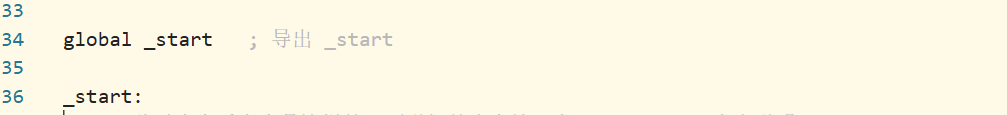 33
34 global _start ; 导出 _start
35
36 _start: